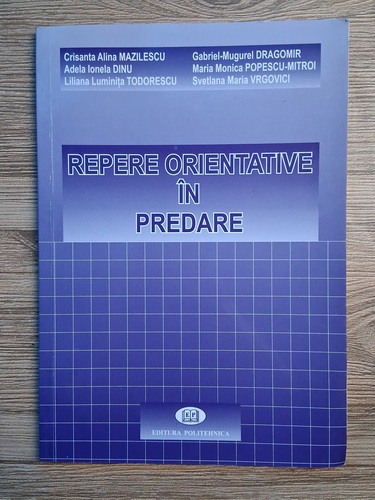 Crisanta Alina MAZILESCU
Adela Ionela DINU
Liliana Luminița TODORESCU
Gabriel-Mugurel DRAGOMIR
Maria Monica POPESCU-MITROI
Svetlana Maria VRGOVICI
REPERE ORIENTATIVE
ÎN
PREDARE
EDITURA POLITEHNICA